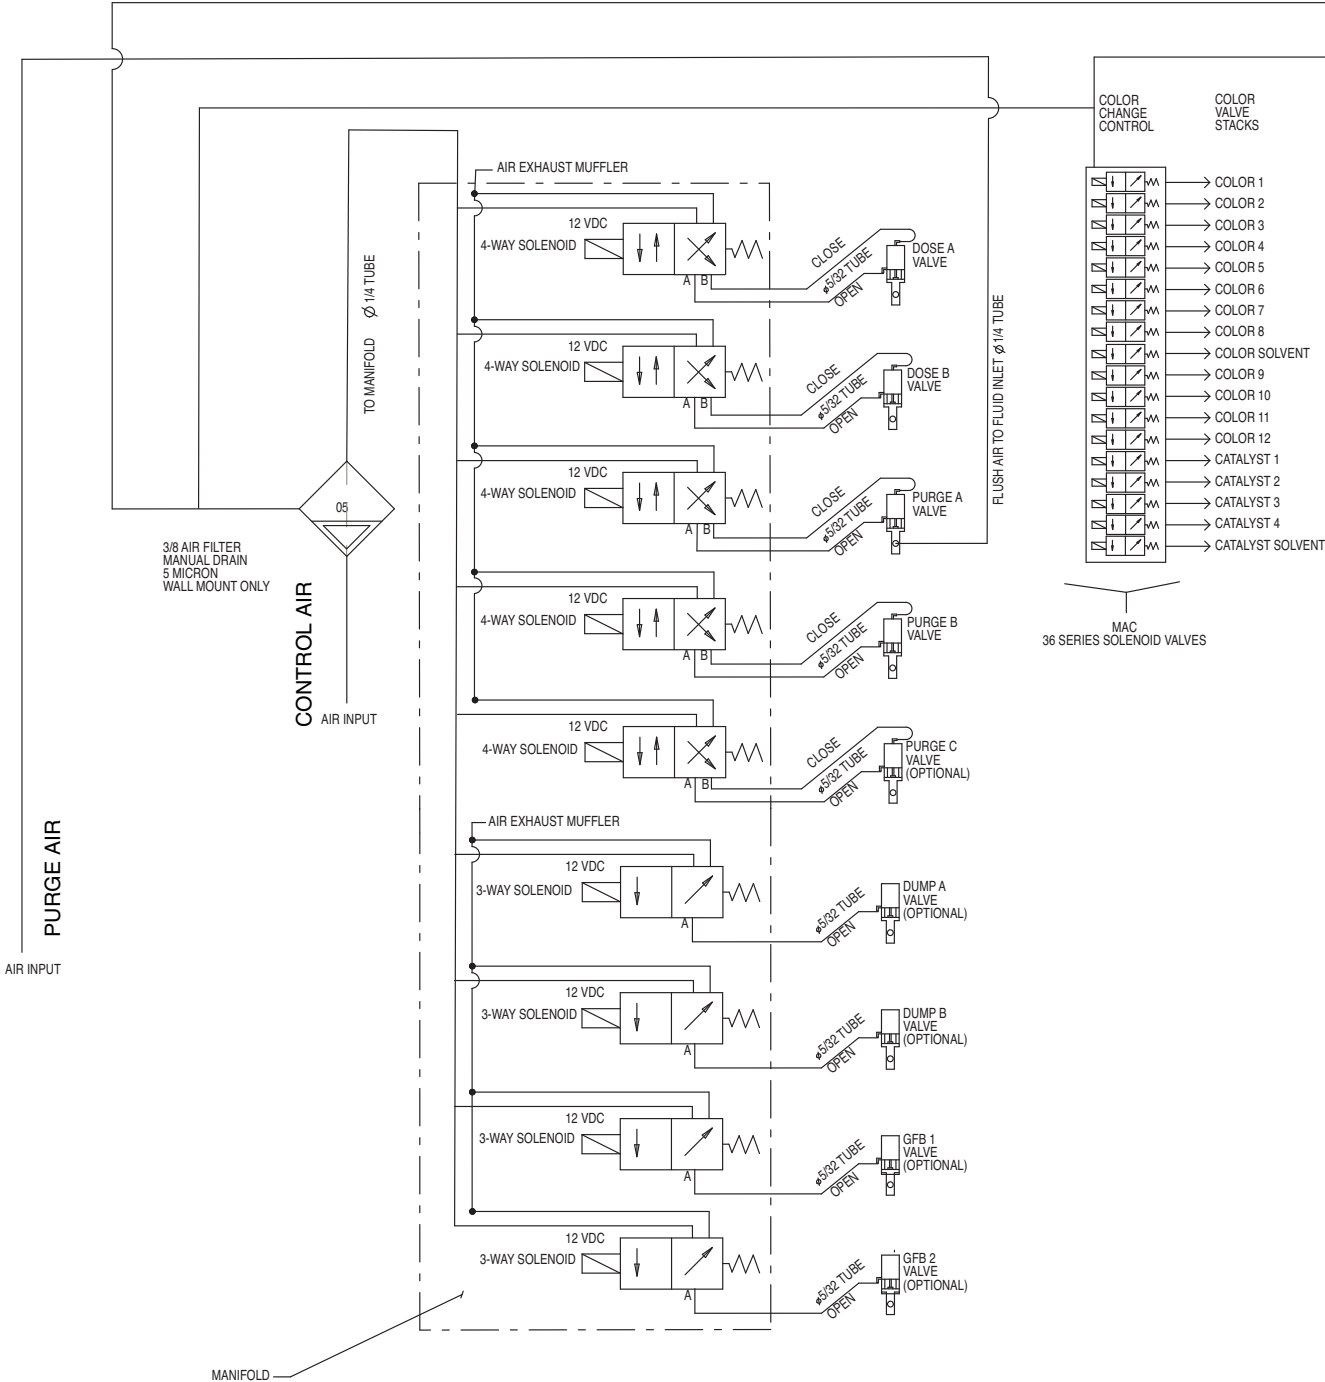 COLOR
CHANGE
CONTROL
COLOR
VALVE
STACKS
AIR EXHAUST MUFFLER
12 VDC
4-WAY SOLENOID
A B
CLOSE
ø5/32 TUBE
OPEN
DOSE A
VALVE
12 VDC
4-WAY SOLENOID
A B
CLOSE
ø5/32 TUBE
OPEN
DOSE B
VALVE
12 VDC
4-WAY SOLENOID
A B
CLOSE
ø5/32 TUBE
OPEN
PURGE A
VALVE
12 VDC
4-WAY SOLENOID
A B
CLOSE
ø5/32 TUBE
OPEN
PURGE B
VALVE
12 VDC
4-WAY SOLENOID
A B
CLOSE
ø5/32 TUBE
OPEN
PURGE C
VALVE
(OPTIONAL)
AIR EXHAUST MUFFLER
12 VDC
3-WAY SOLENOID
A
ø5/32 TUBE
OPEN
DUMP A
VALVE
(OPTIONAL)
12 VDC
3-WAY SOLENOID
A
ø5/32 TUBE
OPEN
DUMP B
VALVE
(OPTIONAL)
12 VDC
3-WAY SOLENOID
A
ø5/32 TUBE
OPEN
GFB 1
VALVE
(OPTIONAL)
12 VDC
3-WAY SOLENOID
A
ø5/32 TUBE
OPEN
GFB 2
VALVE
(OPTIONAL)
MANIFOLD
TO MANIFOLD Ø 1/4 TUBE
05
3/8 AIR FILTER
MANUAL DRAIN
5 MICRON
WALL MOUNT ONLY
CONTROL AIR
AIR INPUT
PURGE AIR
AIR INPUT
FLUSH AIR TO FLUID INLET Ø 1/4 TUBE
COLOR 1
COLOR 2
COLOR 3
COLOR 4
COLOR 5
COLOR 6
COLOR 7
COLOR 8
COLOR SOLVENT
COLOR 9
COLOR 10
COLOR 11
COLOR 12
CATALYST 1
CATALYST 2
CATALYST 3
CATALYST 4
CATALYST SOLVENT
MAC
36 SERIES SOLENOID VALVES